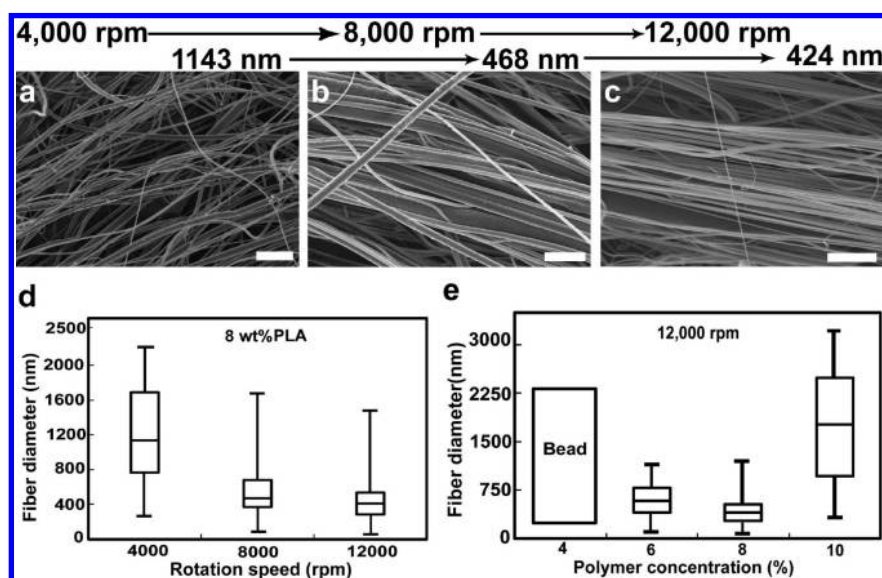 4,000 rpm 8,000 rpm 12,000 rpm
1143 nm 468 nm 424 nm
a b c
d
8 wt%PLA
Fiber diameter (nm)
2500
2000
1600
1200
800
400
0
4000 8000 12000
Rotation speed (rpm)
e
12,000 rpm
Fiber diameter(nm)
3000
2250
1500
750
0
Bead
4 6 8 10
Polymer concentration (%)